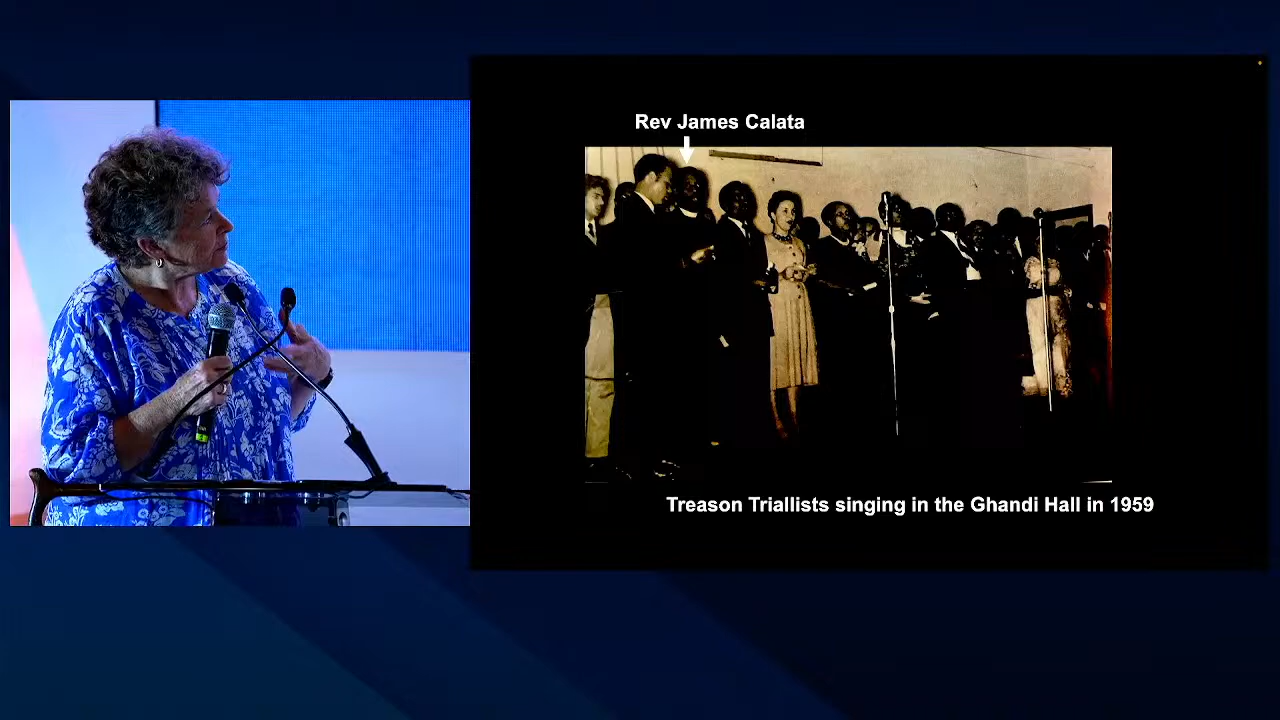 Rev James Calata
Treason Triallists singing in the Ghandi Hall in 1959